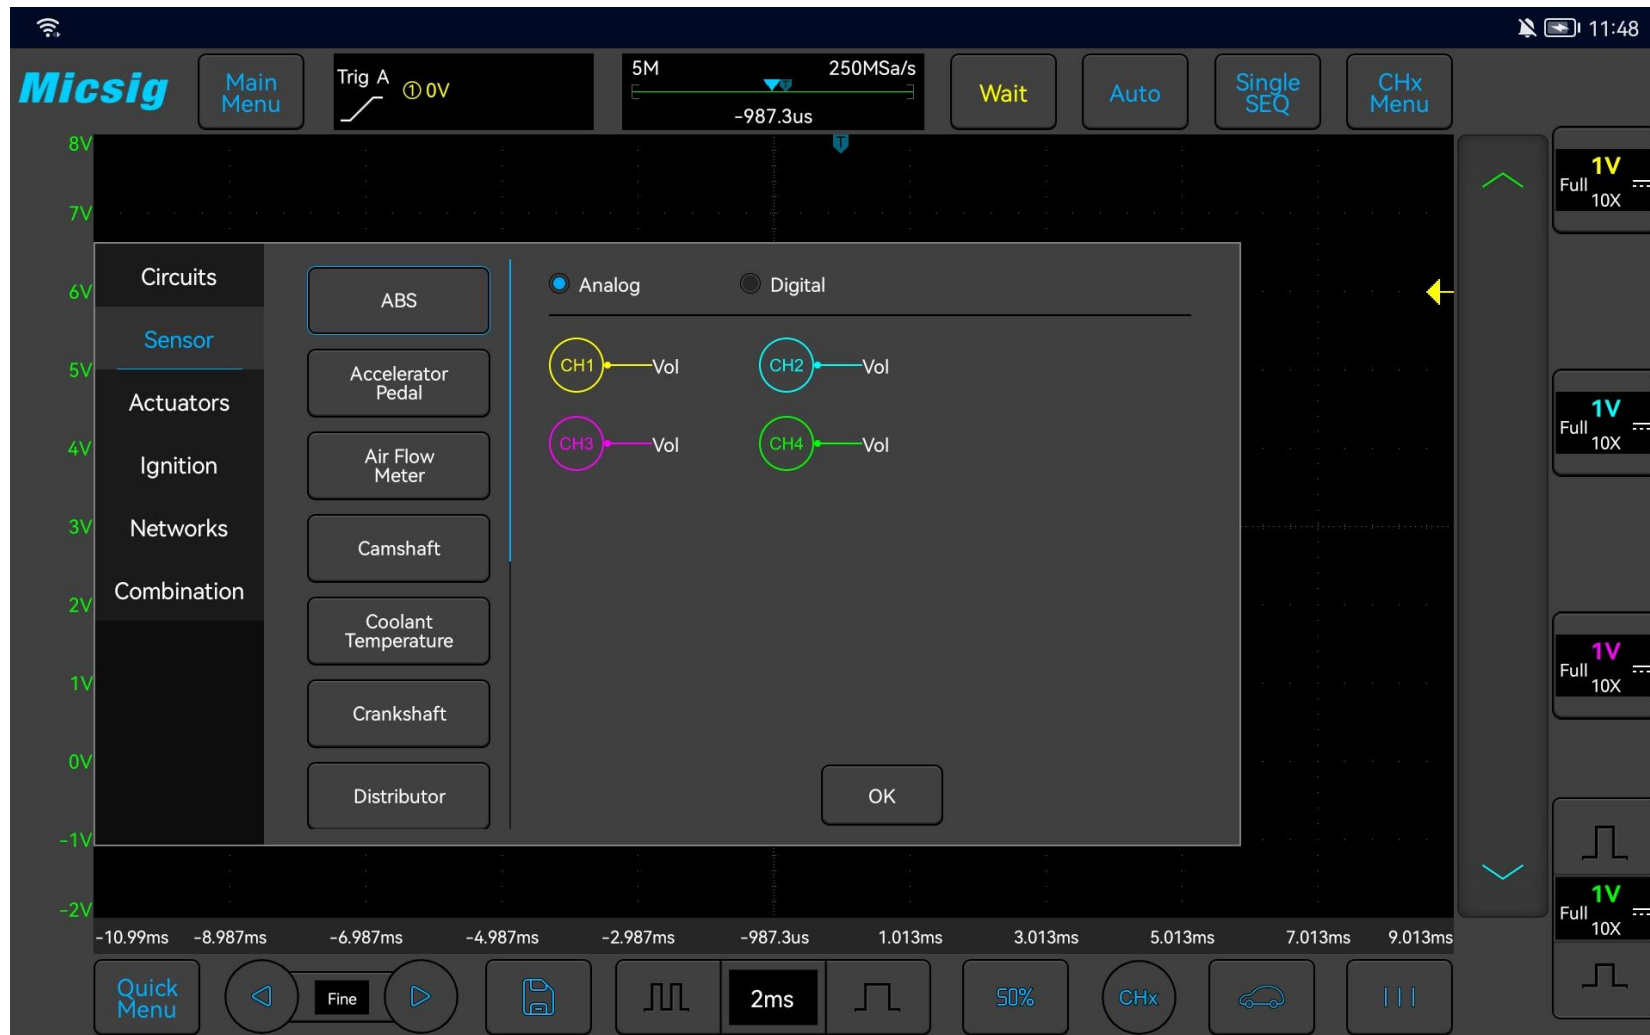 11:48
Micsig
Main
Menu
Trig A
① 0V
5M
250MSa/s
-987.3us
Wait
Auto
Single
SEQ
CHx
Menu
8V
7V
6V
5V
4V
3V
2V
1V
0V
-1V
-2V
Circuits
Sensor
Actuators
Ignition
Networks
Combination
ABS
Accelerator
Pedal
Air Flow
Meter
Camshaft
Coolant
Temperature
Crankshaft
Distributor
Analog
Digital
CH1 Vol
CH2 Vol
CH3 Vol
CH4 Vol
OK
T
1V
Full
10X
1V
Full
10X
1V
Full
10X
1V
Full
10X
-10.99ms -8.987ms -6.987ms -4.987ms -2.987ms -987.3us 1.013ms 3.013ms 5.013ms 7.013ms 9.013ms
Quick
Menu
Fine
2ms
50%
CHx